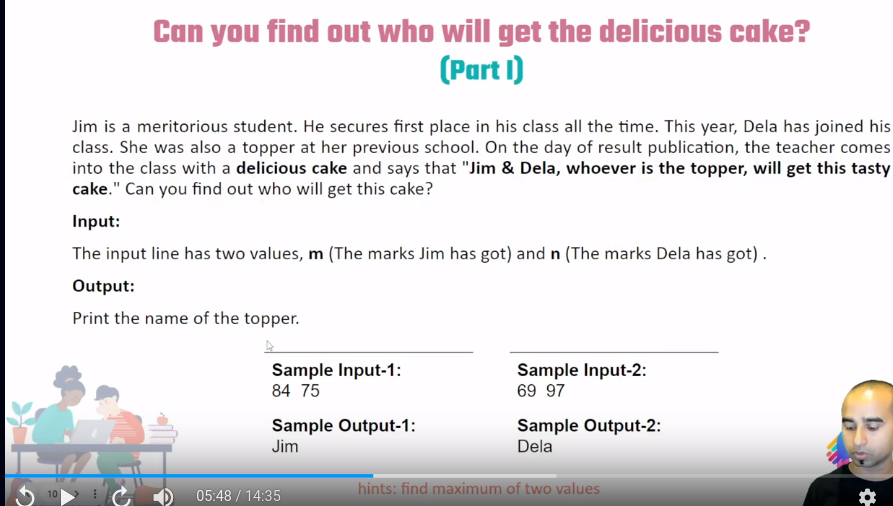 Can you find out who will get the delicious cake?
(Part I)
Jim is a meritorious student. He secures first place in his class all the time. This year, Dela has joined his
class. She was also a topper at her previous school. On the day of result publication, the teacher comes
into the class with a delicious cake and says that "Jim & Dela, whoever is the topper, will get this tasty
cake." Can you find out who will get this cake?
Input:
The input line has two values, m (The marks Jim has got) and n (The marks Dela has got) .
Output:
Print the name of the topper.
Sample Input-1:
84 75
Sample Output-1:
Jim
Sample Input-2:
69 97
Sample Output-2:
Dela
hints: find maximum of two values
10
05:48 / 14:35